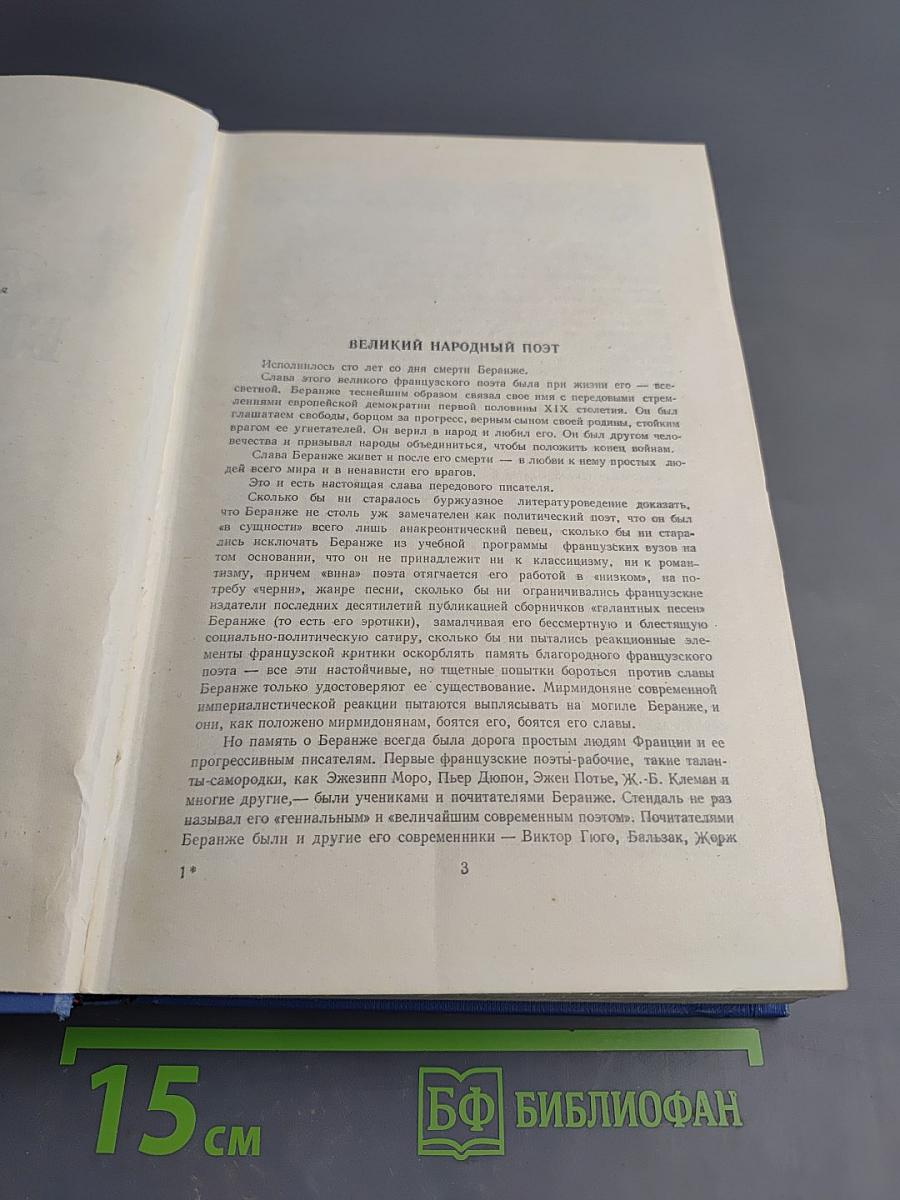 ВЕЛИКИЙ НАРОДНЫЙ ПОЭТ
Исполнилось сто лет со дня смерти Беранже.
Слава этого великого французского поэта была при жизни его — все-
светной. Беранже теснейшим образом связал свое имя с передовыми стрем-
лениями европейской демократии первой половины XIX столетия. Он был
глашатаем свободы, борцом за прогресс, верным сыном своей родины, стойким
врагом ее угнетателей. Он верил в народ и любил его. Он был другом чело-
вечества и призывал народы объединиться, чтобы положить конец войнам.
Слава Беранже живет и после его смерти — в любви к нему простых лю-
дей всего мира и в ненависти его врагов.
Это и есть настоящая слава передового писателя.
Сколько бы ни старалось буржуазное литературоведение доказать,
что Беранже не столь уж замечателен как политический поэт, что он был
«в сущности» всего лишь анакреонтический певец, сколько бы ни стара-
лись исключать Беранже из учебной программы французских вузов на
том основании, что он не принадлежит ни к классицизму, ни к роман-
тизму, причем «вина» поэта отягчается его работой в «низком», на по-
требу «черни», жанре песни, сколько бы ни ограничивались французские
издатели последних десятилетий публикацией сборничков «галантных песен»
Беранже (то есть его эротики), замалчивая его бессмертную и блестящую
социально-политическую сатиру, сколько бы ни пытались реакционные эле-
менты французской критики оскорблять память благородного французского
поэта — все эти настойчивые, но тщетные попытки бороться против славы
Беранже только удостоверяют ее существование. Мирмидоняне современной
империалистической реакции пытаются выплясывать на могиле Беранже, и
они, как положено мирмидонянам, боятся его, боятся его славы.
Но память о Беранже всегда была дорога простым людям Франции и ее
прогрессивным писателям. Первые французские поэты-рабочие, такие талан-
ты-самородки, как Эжезипп Моро, Пьер Дюпон, Эжен Потье, Ж.-Б. Клеман и
многие другие,— были учениками и почитателями Беранже. Стендаль не раз
называл его «гениальным» и «величайшим современным поэтом». Почитателями
Беранже были и другие его современники — Виктор Гюго, Бальзак, Жорж
1*
3
15 см
БФ БИБЛИОФАН